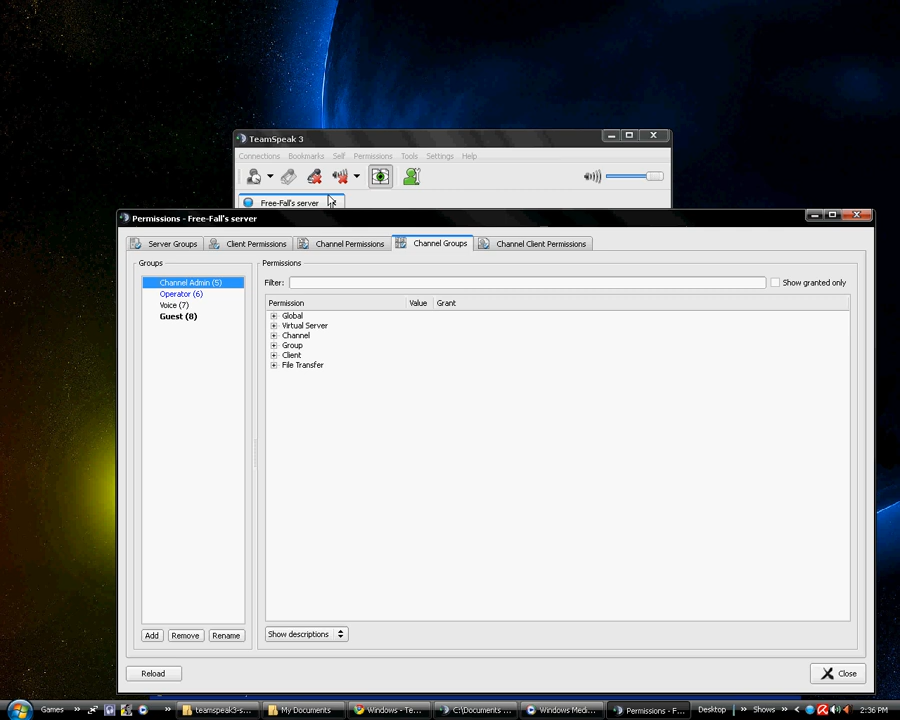 TeamSpeak 3
Connections Bookmarks Self Permissions Tools Settings Help
Free-Fall's server
Permissions - Free-Fall's server
Server Groups Client Permissions Channel Permissions Channel Groups Channel Client Permissions
Groups
Permissions
Channel Admin (5)
Operator (6)
Voice (7)
Guest (8)
Filter:
Show granted only
Permission Value Grant
Global
Virtual Server
Channel
Group
Client
File Transfer
Add Remove Rename
Show descriptions
Reload
Close
Games » » teamspeak3-s... My Documents Windows - Te... C:\Documents ... Windows Medi... Permissions - F... Desktop » Shows » 2:36 PM